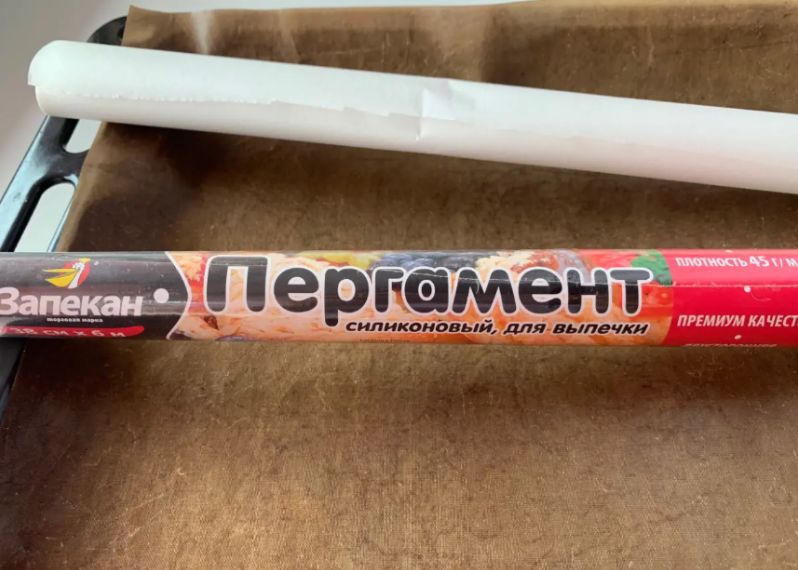 Запекан
торговая марка
38 см x 6 м
Пергамент
силиконовый, для выпечки
ПЛОТНОСТЬ 45 Г/М
ПРЕМИУМ КАЧЕСТ